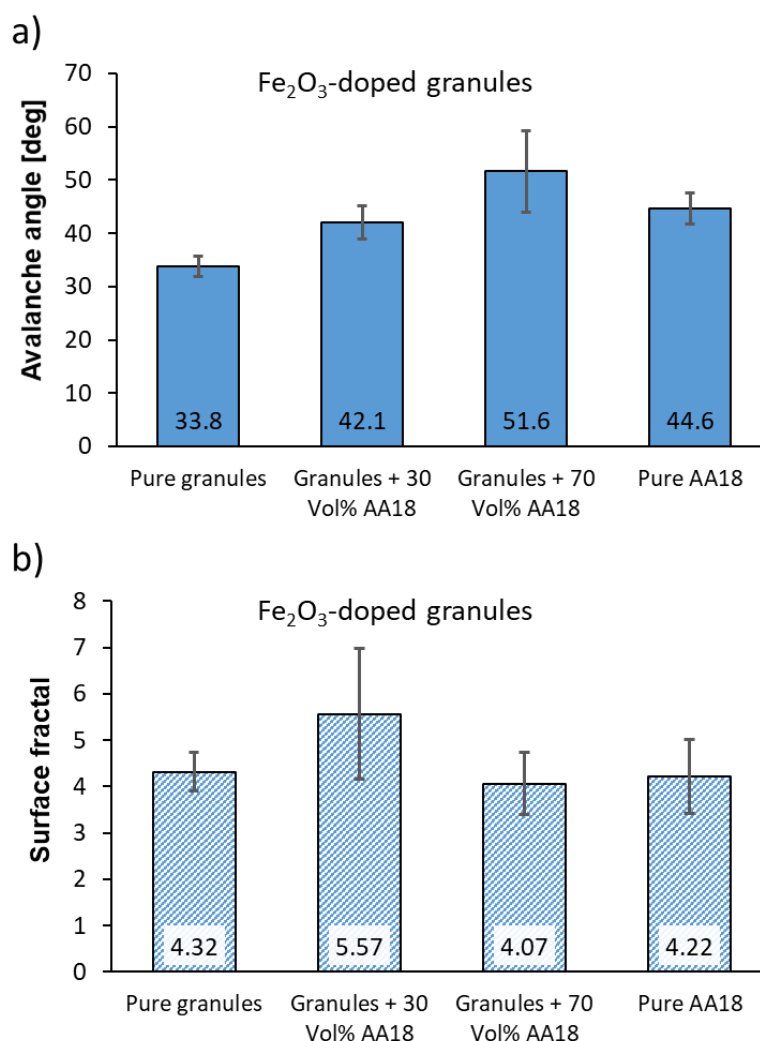 a)
Fe₂O₃-doped granules
Avalanche angle [deg]
70
60
50
40
30
20
10
0
33.8
42.1
51.6
44.6
Pure granules
Granules + 30
Vol% AA18
Granules + 70
Vol% AA18
Pure AA18
b)
Fe₂O₃-doped granules
Surface fractal
8
7
6
5
4
3
2
1
0
4.32
5.57
4.07
4.22
Pure granules
Granules + 30
Vol% AA18
Granules + 70
Vol% AA18
Pure AA18